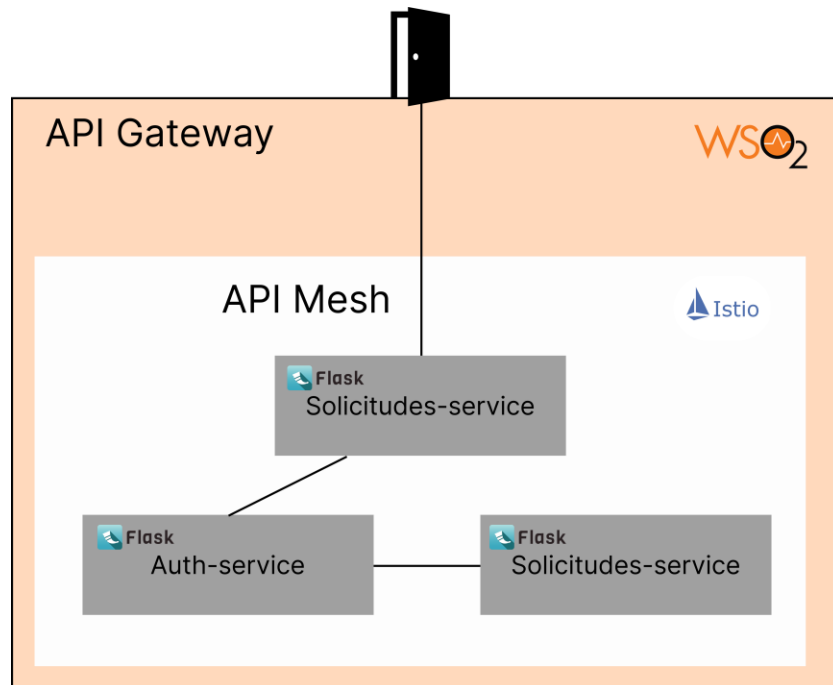 API Gateway
WSO2
API Mesh
Istio
Flask
Solicitudes-service
Flask
Auth-service
Flask
Solicitudes-service